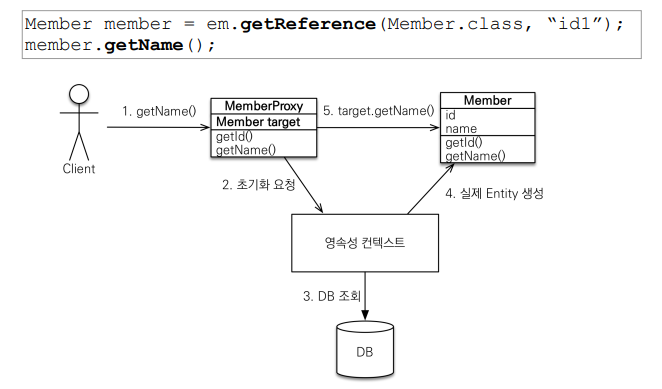 Member member = em.getReference(Member.class, “id1”);
member.getName();
1. getName()
MemberProxy
Member target
getId()
getName()
5. target.getName()
Member
id
name
getId()
getName()
Client
2. 초기화 요청
4. 실제 Entity 생성
영속성 컨텍스트
3. DB 조회
DB